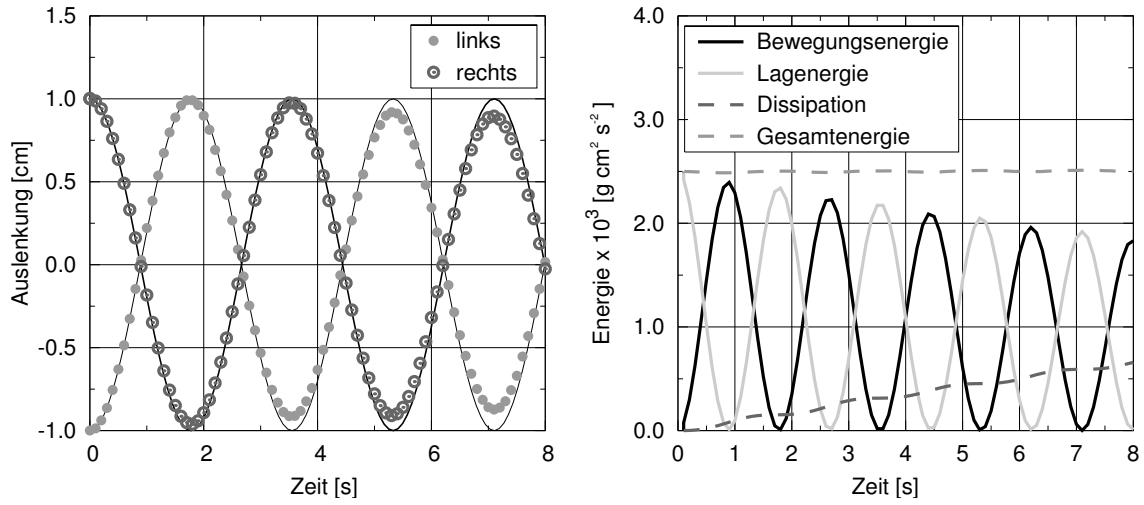 Auslenkung [cm]
1.5
1.0
0.5
0.0
-0.5
-1.0
links
rechts
0
2
4
6
8
Zeit [s]
Energie x 10³ [g cm² s⁻²]
4.0
3.0
2.0
1.0
0.0
Bewegungsenergie
Lagenergie
Dissipation
Gesamtenergie
0
1
2
3
4
5
6
7
8
Zeit [s]